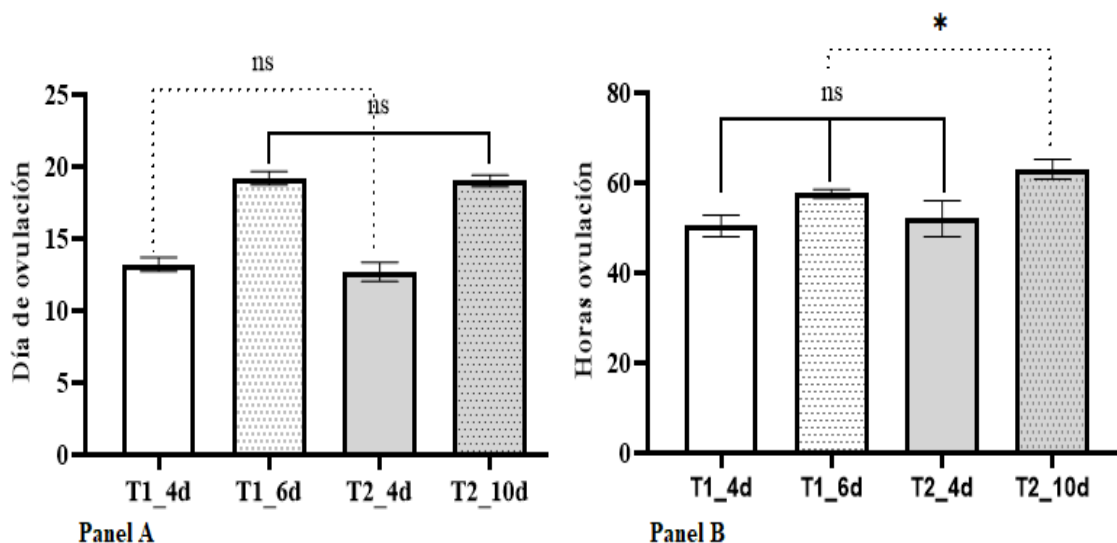 Día de ovulación
25
20
15
10
5
0
ns
ns
T1_4d
T1_6d
T2_4d
T2_10d
Panel A
Horas ovulación
80
60
40
20
0
ns
*
T1_4d
T1_6d
T2_4d
T2_10d
Panel B